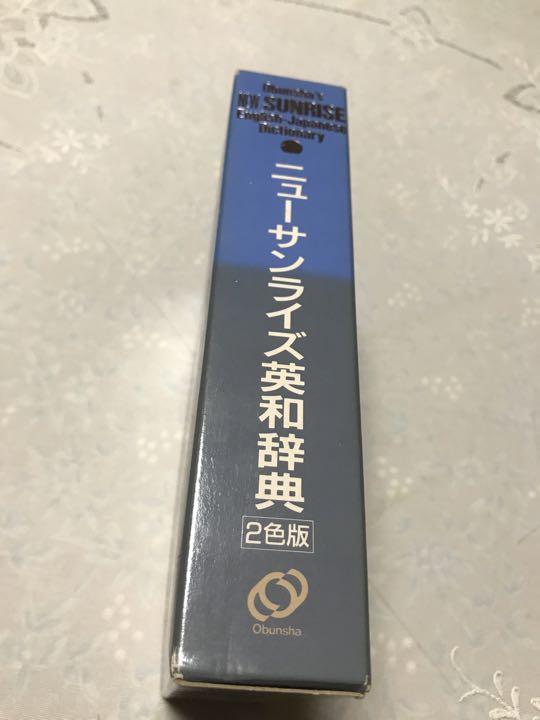 Obunsha's
NEW SUNRISE
English-Japanese
Dictionary
ニューサンライズ英和辞典
2色版
Obunsha